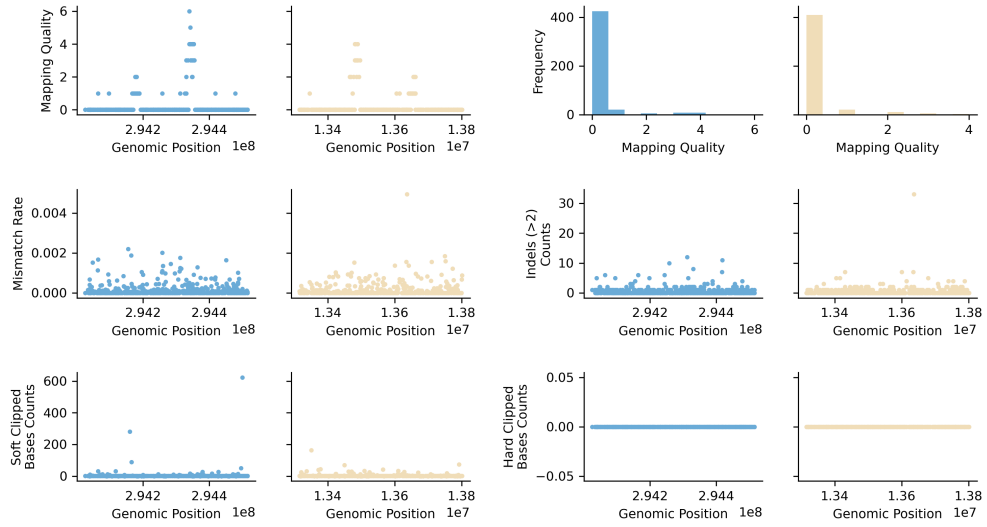 Mapping Quality
6
4
2
0
2.942 2.944
1e8
Genomic Position
1.34 1.36 1.38
1e7
Genomic Position
Frequency
400
200
0
0 2 4 6
Mapping Quality
0 2 4
Mapping Quality
Mismatch Rate
0.004
0.002
0.000
2.942 2.944
1e8
Genomic Position
1.34 1.36 1.38
1e7
Genomic Position
Indels (>2)
Counts
30
20
10
0
2.942 2.944
1e8
Genomic Position
1.34 1.36 1.38
1e7
Genomic Position
Soft Clipped
Bases Counts
600
400
200
0
2.942 2.944
1e8
Genomic Position
1.34 1.36 1.38
1e7
Genomic Position
Hard Clipped
Bases Counts
0.05
0.00
−0.05
2.942 2.944
1e8
Genomic Position
1.34 1.36 1.38
1e7
Genomic Position